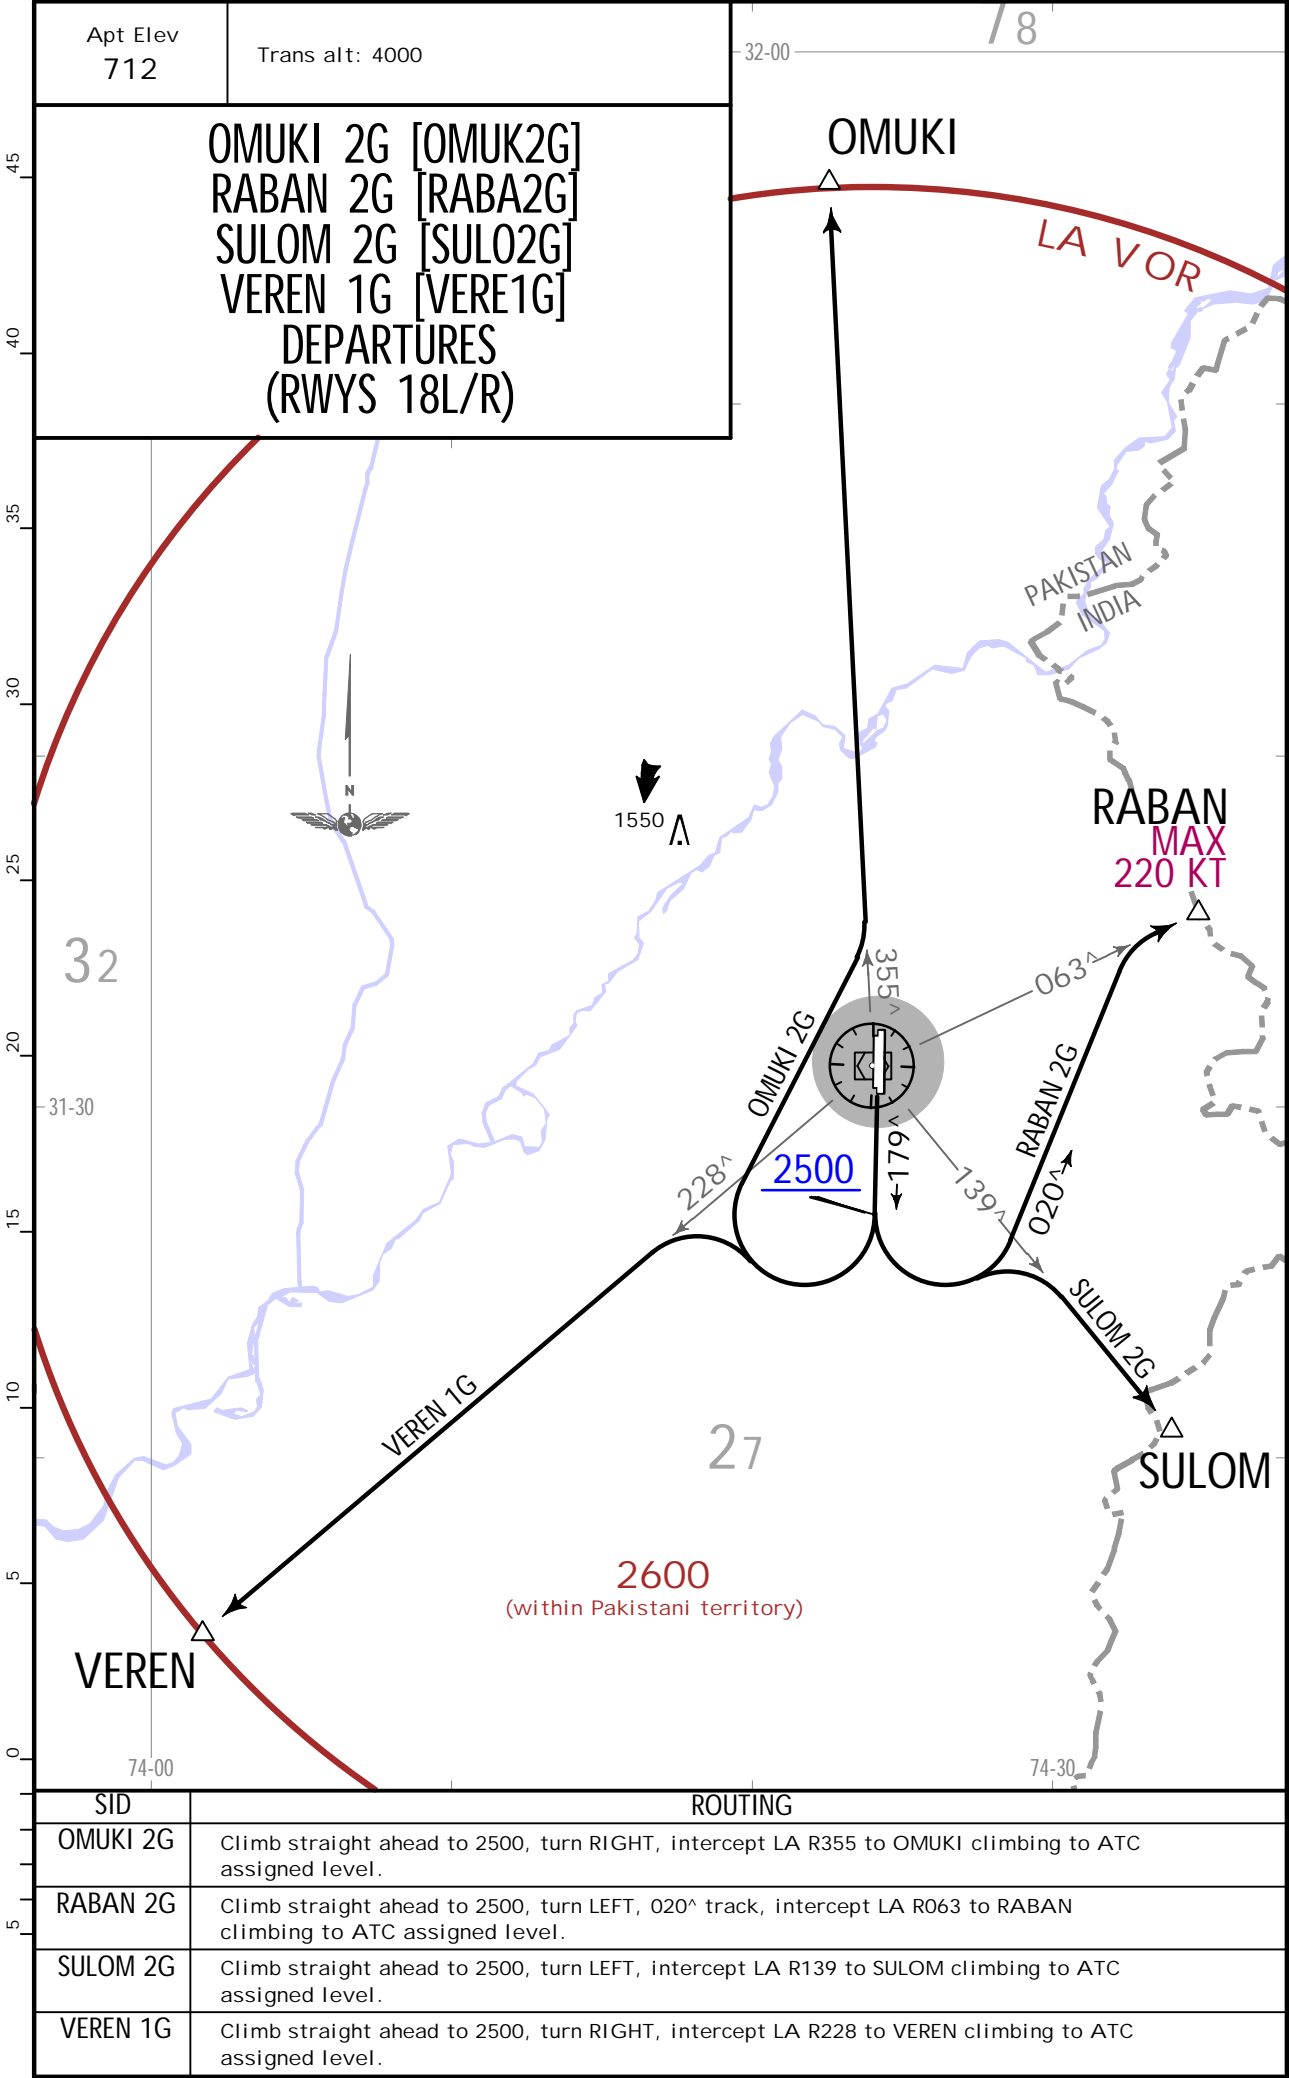 Apt Elev
712
Trans alt: 4000
OMUKI 2G [OMUK2G]
RABAN 2G [RABA2G]
SULOM 2G [SULO2G]
VEREN 1G [VERE1G]
DEPARTURES
(RWYS 18L/R)
78
32-00
OMUKI
LA VOR
45
40
35
30
25
20
15
10
5
0
5
PAKISTAN
INDIA
N
1550
RABAN
MAX
220 KT
32
355^
063^
OMUKI 2G
RABAN 2G
31-30
179^
2500
228^
139^
020^
SULOM 2G
VEREN 1G
27
SULOM
2600
(within Pakistani territory)
VEREN
74-00
74-30
SID
ROUTING
OMUKI 2G
Climb straight ahead to 2500, turn RIGHT, intercept LA R355 to OMUKI climbing to ATC
assigned level.
RABAN 2G
Climb straight ahead to 2500, turn LEFT, 020^ track, intercept LA R063 to RABAN
climbing to ATC assigned level.
SULOM 2G
Climb straight ahead to 2500, turn LEFT, intercept LA R139 to SULOM climbing to ATC
assigned level.
VEREN 1G
Climb straight ahead to 2500, turn RIGHT, intercept LA R228 to VEREN climbing to ATC
assigned level.